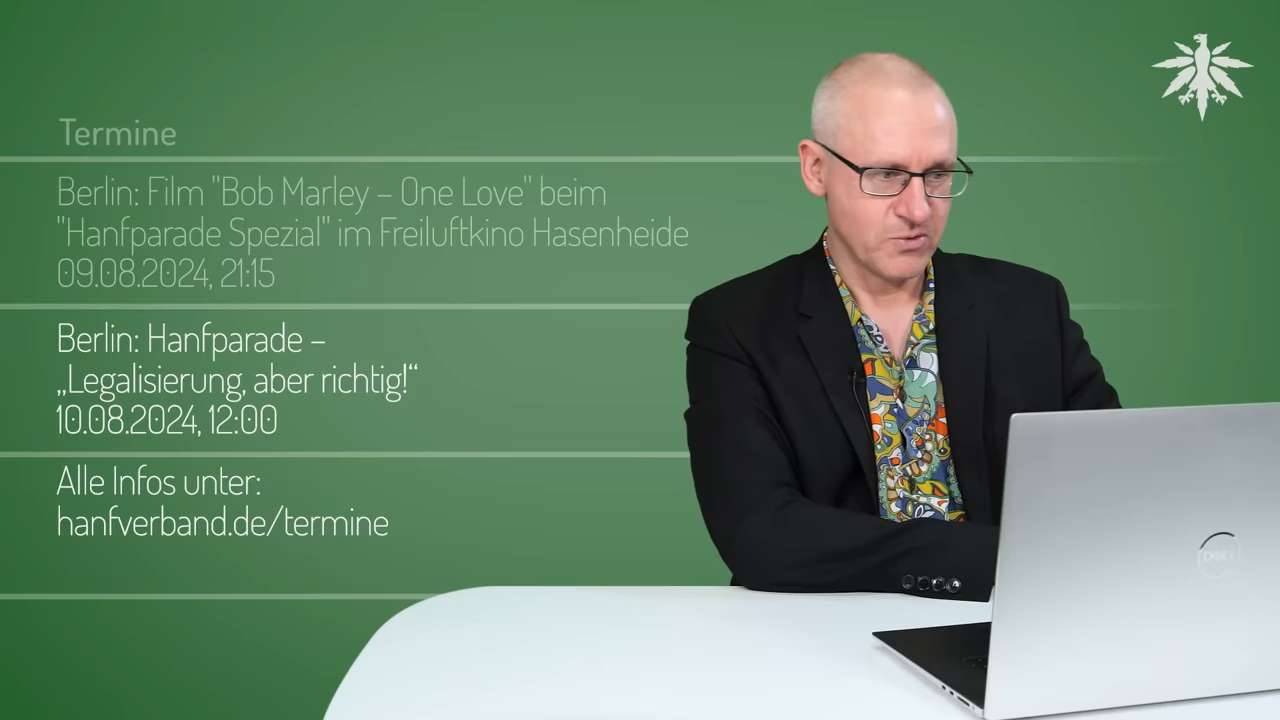 Termine
Berlin: Film "Bob Marley – One Love" beim
"Hanfparade Spezial" im Freiluftkino Hasenheide
09.08.2024, 21:15
Berlin: Hanfparade –
„Legalisierung, aber richtig!“
10.08.2024, 12:00
Alle Infos unter:
hanfverband.de/termine
DELL